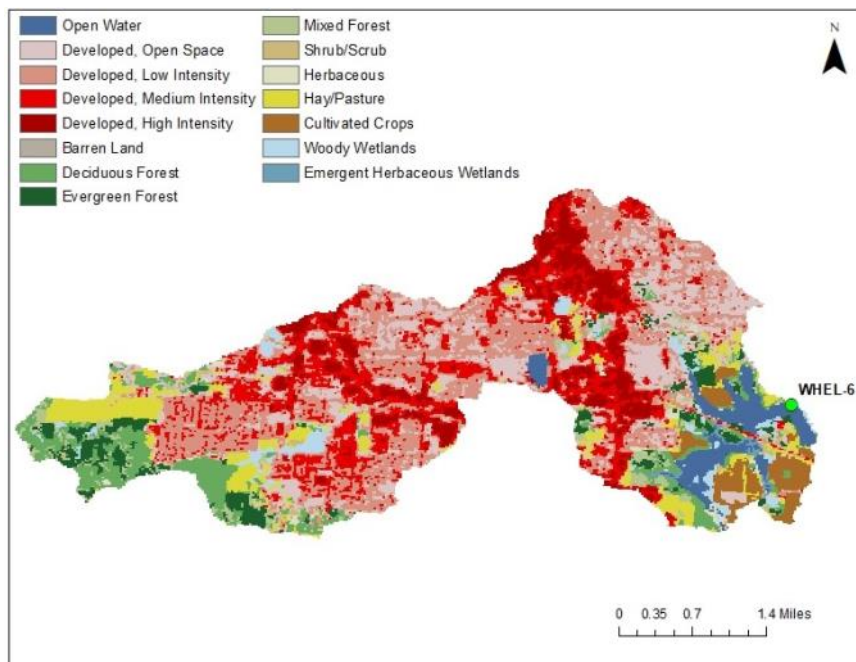 Open Water
Developed, Open Space
Developed, Low Intensity
Developed, Medium Intensity
Developed, High Intensity
Barren Land
Deciduous Forest
Evergreen Forest
Mixed Forest
Shrub/Scrub
Herbaceous
Hay/Pasture
Cultivated Crops
Woody Wetlands
Emergent Herbaceous Wetlands
N
WHEL-6
0 0.35 0.7 1.4 Miles